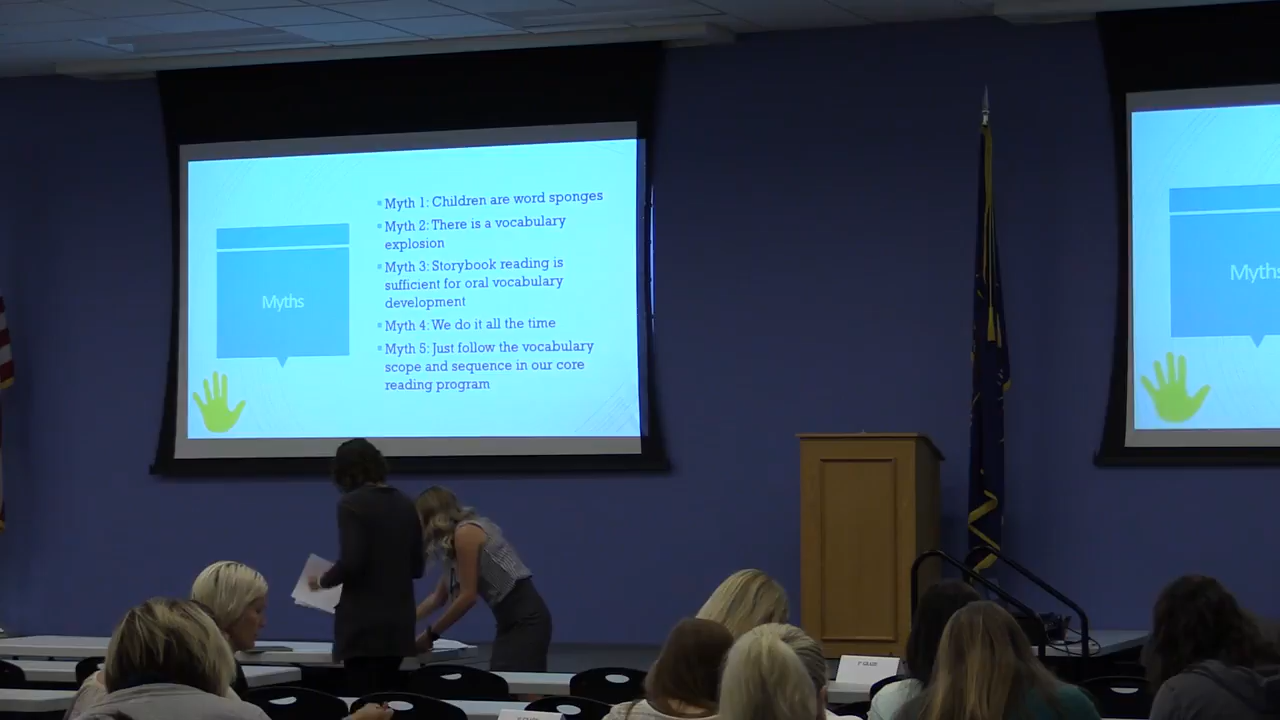 Myths
Myth 1: Children are word sponges
Myth 2: There is a vocabulary
explosion
Myth 3: Storybook reading is
sufficient for oral vocabulary
development
Myth 4: We do it all the time
Myth 5: Just follow the vocabulary
scope and sequence in our core
reading program
Myths